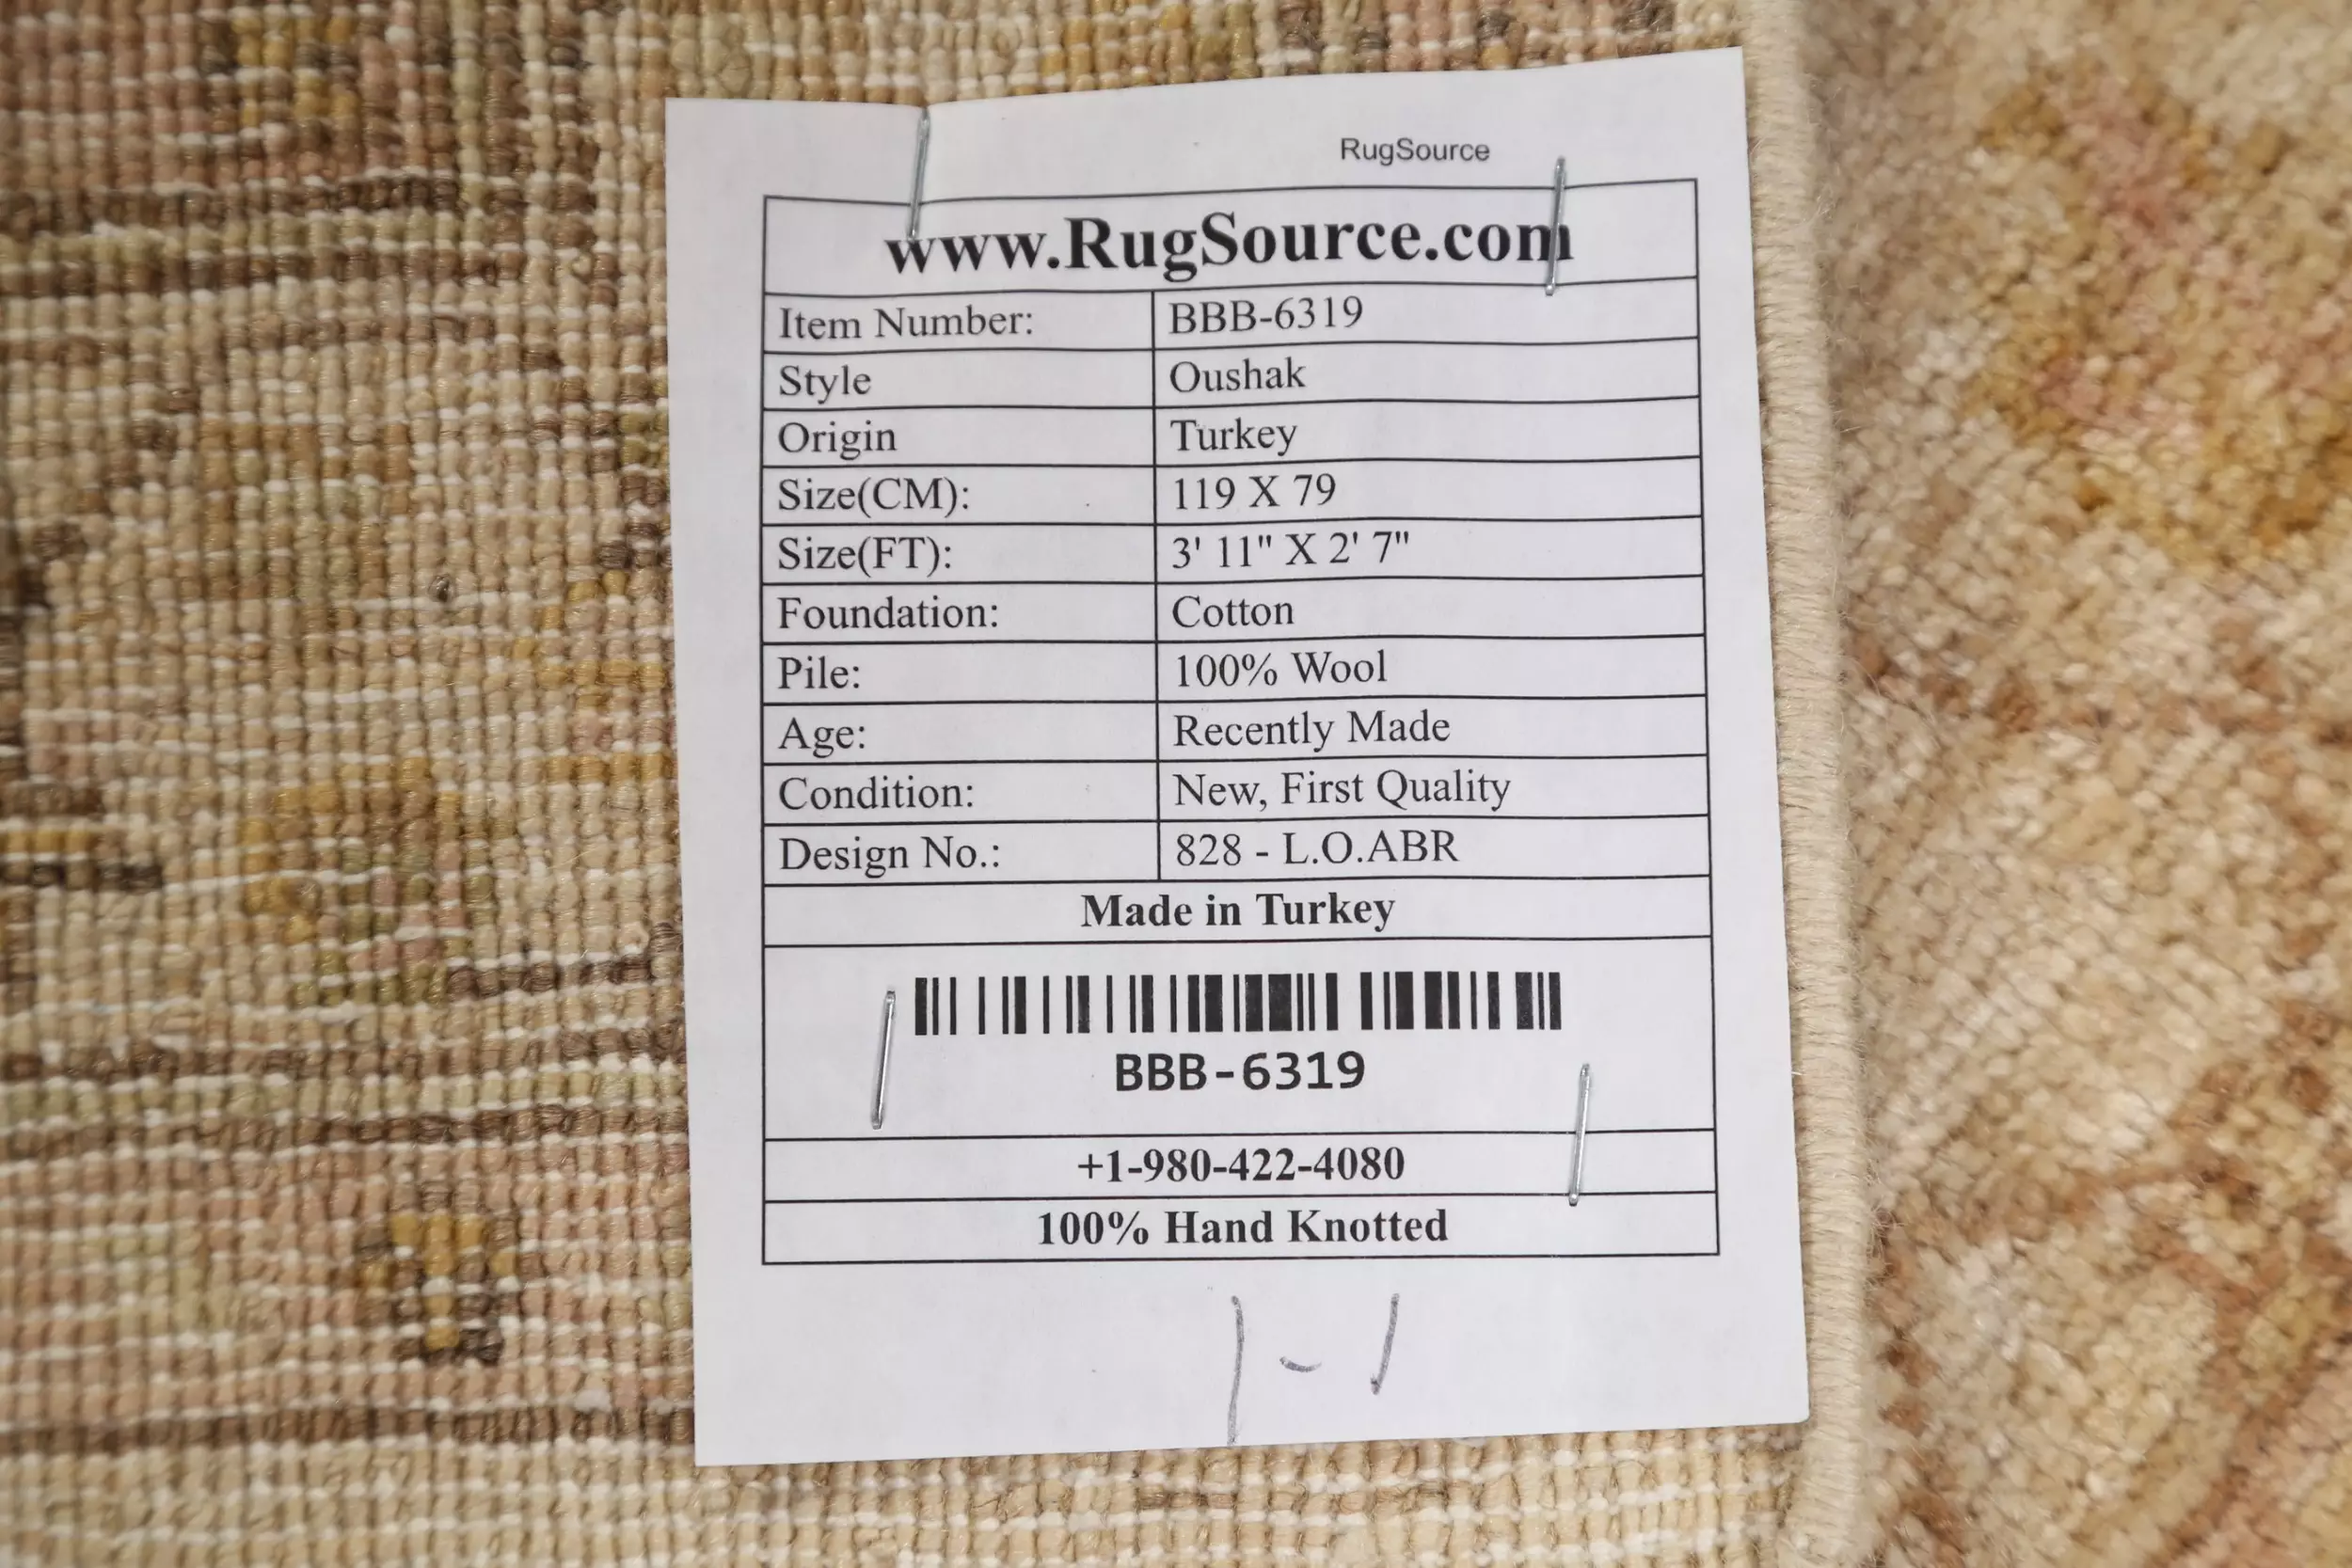 RugSource
www.RugSource.com
Item Number: BBB-6319
Style Oushak
Origin Turkey
Size(CM): 119 X 79
Size(FT): 3' 11" X 2' 7"
Foundation: Cotton
Pile: 100% Wool
Age: Recently Made
Condition: New, First Quality
Design No.: 828 - L.O.ABR
Made in Turkey
BBB-6319
+1-980-422-4080
100% Hand Knotted
1-1